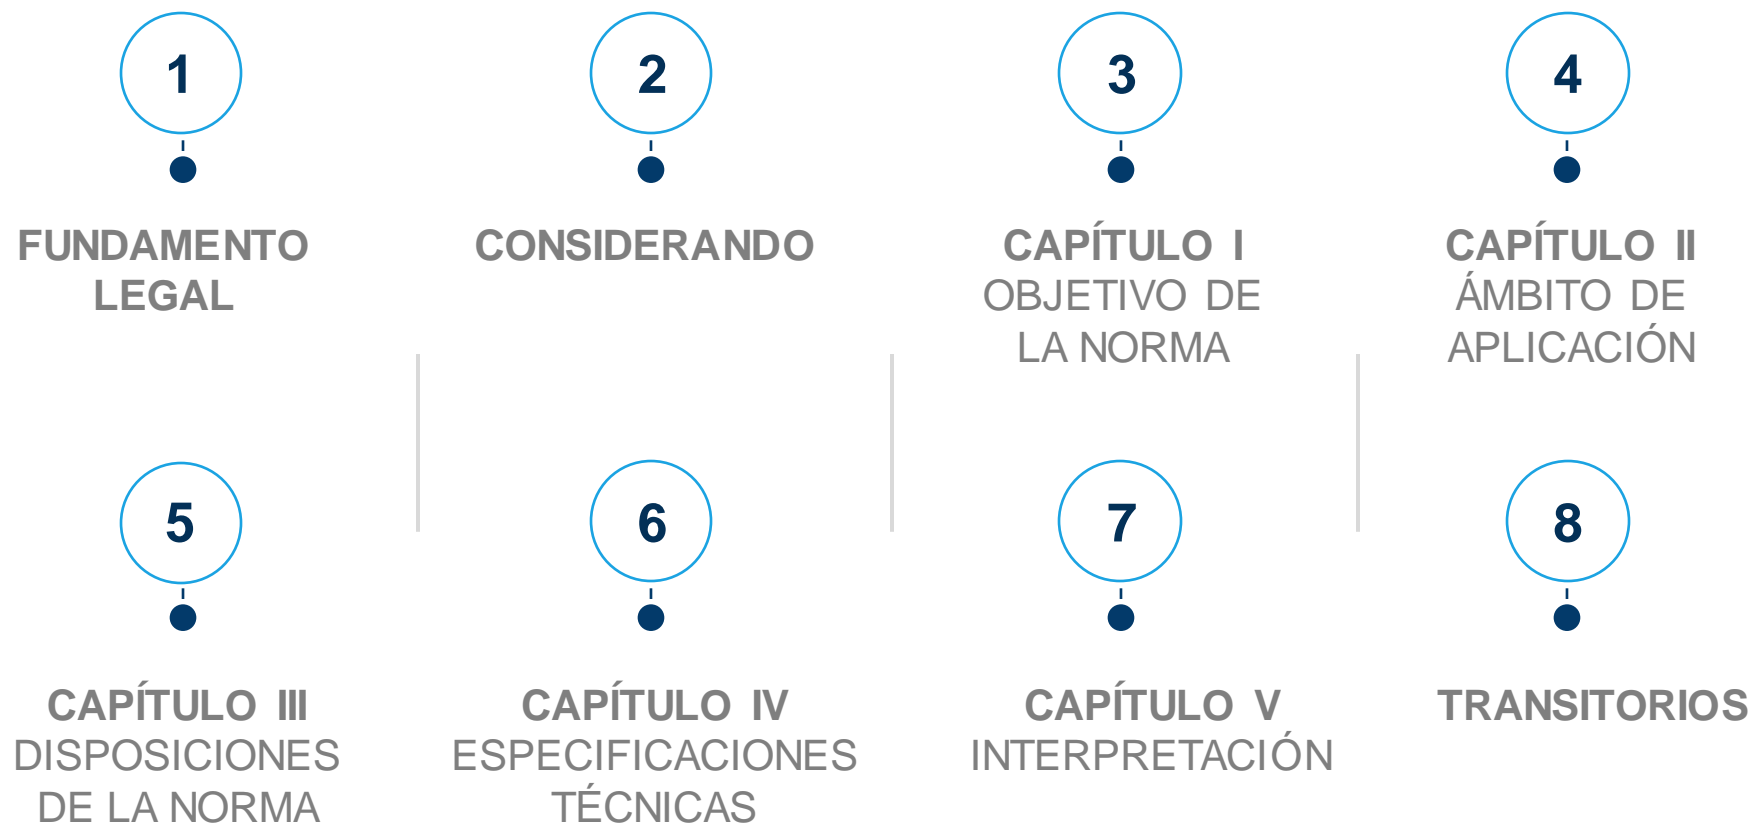 1
FUNDAMENTO
LEGAL
2
CONSIDERANDO
3
CAPÍTULO I
OBJETIVO DE
LA NORMA
4
CAPÍTULO II
ÁMBITO DE
APLICACIÓN
5
CAPÍTULO III
DISPOSICIONES
DE LA NORMA
6
CAPÍTULO IV
ESPECIFICACIONES
TÉCNICAS
7
CAPÍTULO V
INTERPRETACIÓN
8
TRANSITORIOS